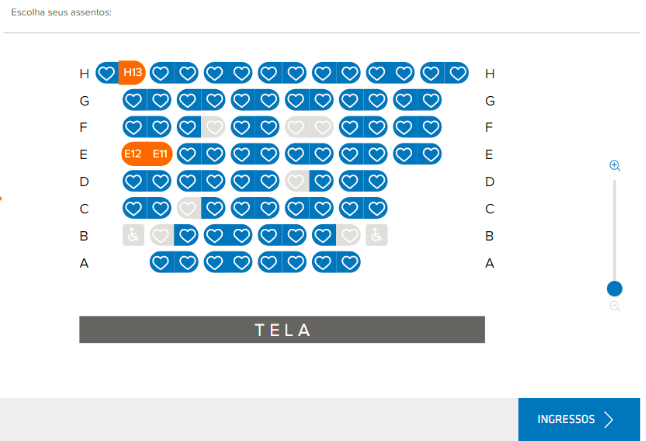 Escolha seus assentos:
H H13 H
G G
F F
E E12 E11 E
D D
C C
B B
A A
TELA
INGRESSOS